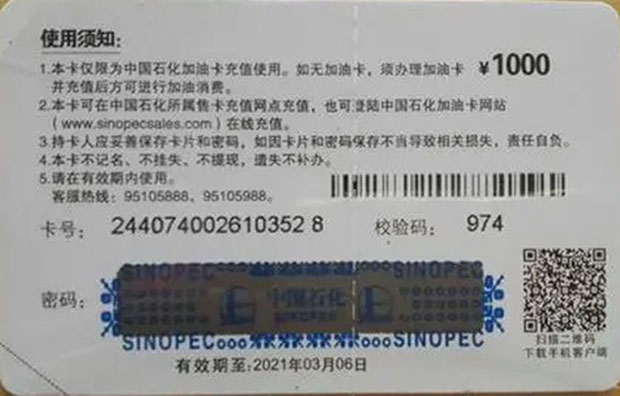 使用须知:
1.本卡仅限为中国石化加油卡充值使用。如无加油卡，须办理加油卡
并充值后方可进行加油消费。
¥1000
2.本卡可在中国石化所属售卡充值网点充值，也可登陆中国石化加油卡网站
（www.sinopecsales.com）在线充值。
3.持卡人应妥善保存卡片和密码，如因卡片和密码保存不当导致相关损失，责任自负。
4.本卡不记名、不挂失、不提现，遗失不补办。
5.请在有效期内使用。
客服热线：95105888、95105988。
卡号： 244074002610352 8 校验码： 974
SINOPEC SINOPEC
密码： 中国石化
SINOPEC
SINOPEC SINOPEC
扫描二维码
下载手机客户端
有效期至:2021年03月06日